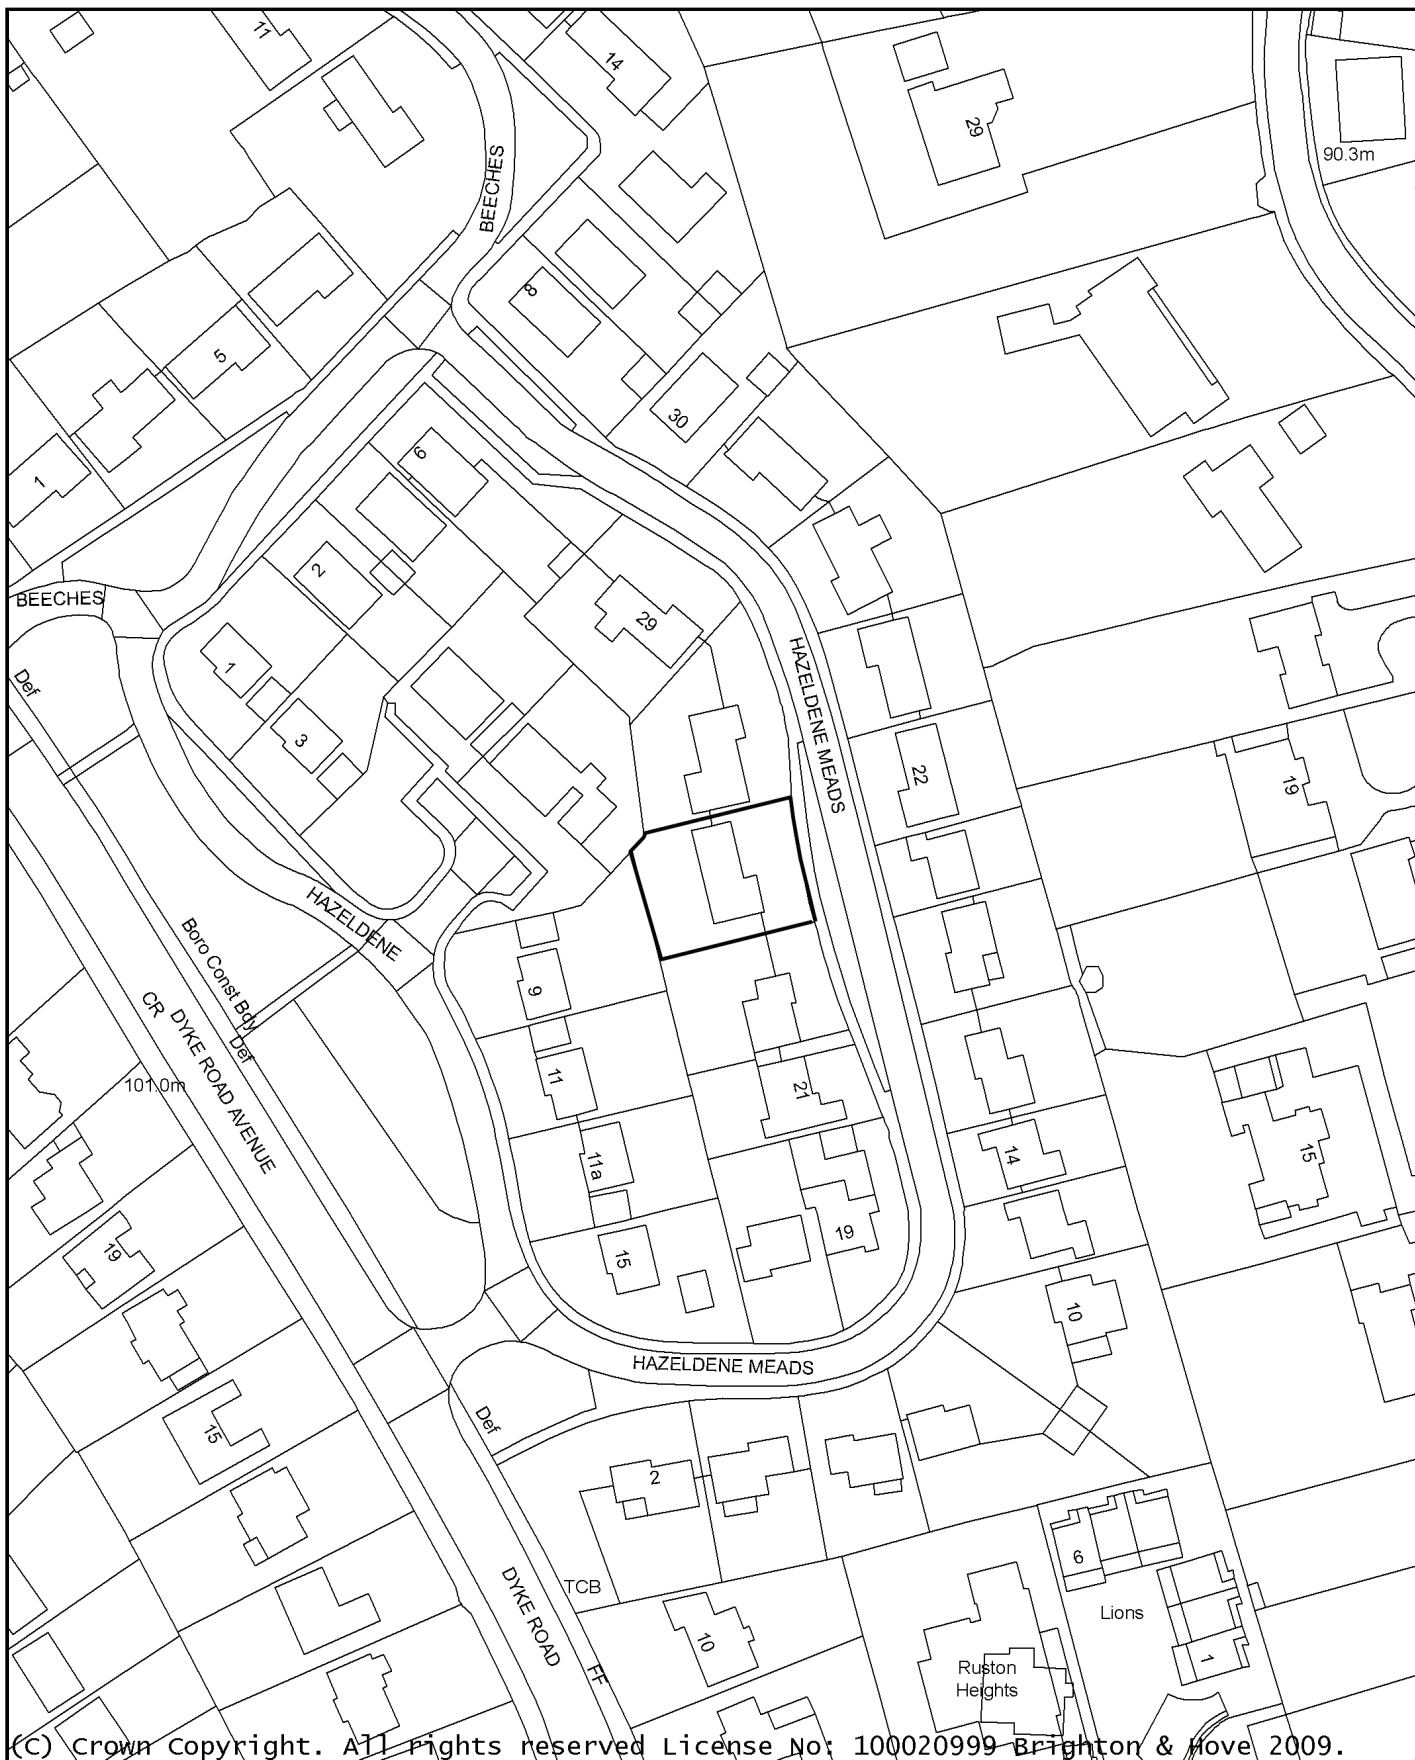 11
14
29
90.3m
BEECHES
8
5
30
1
6
2
BEECHES
29
1
HAZELDENE MEADS
Def
3
22
19
HAZELDENE
Boro Const Bdy
9
CR
DYKE ROAD AVENUE
Def
101.0m
11
21
11a
14
15
19
15
19
10
HAZELDENE MEADS
Def
15
2
6
TCB
DYKE ROAD
10
Lions
FF
Ruston
Heights
1
(C) Crown Copyright. All rights reserved License No: 100020999 Brighton & Hove 2009.